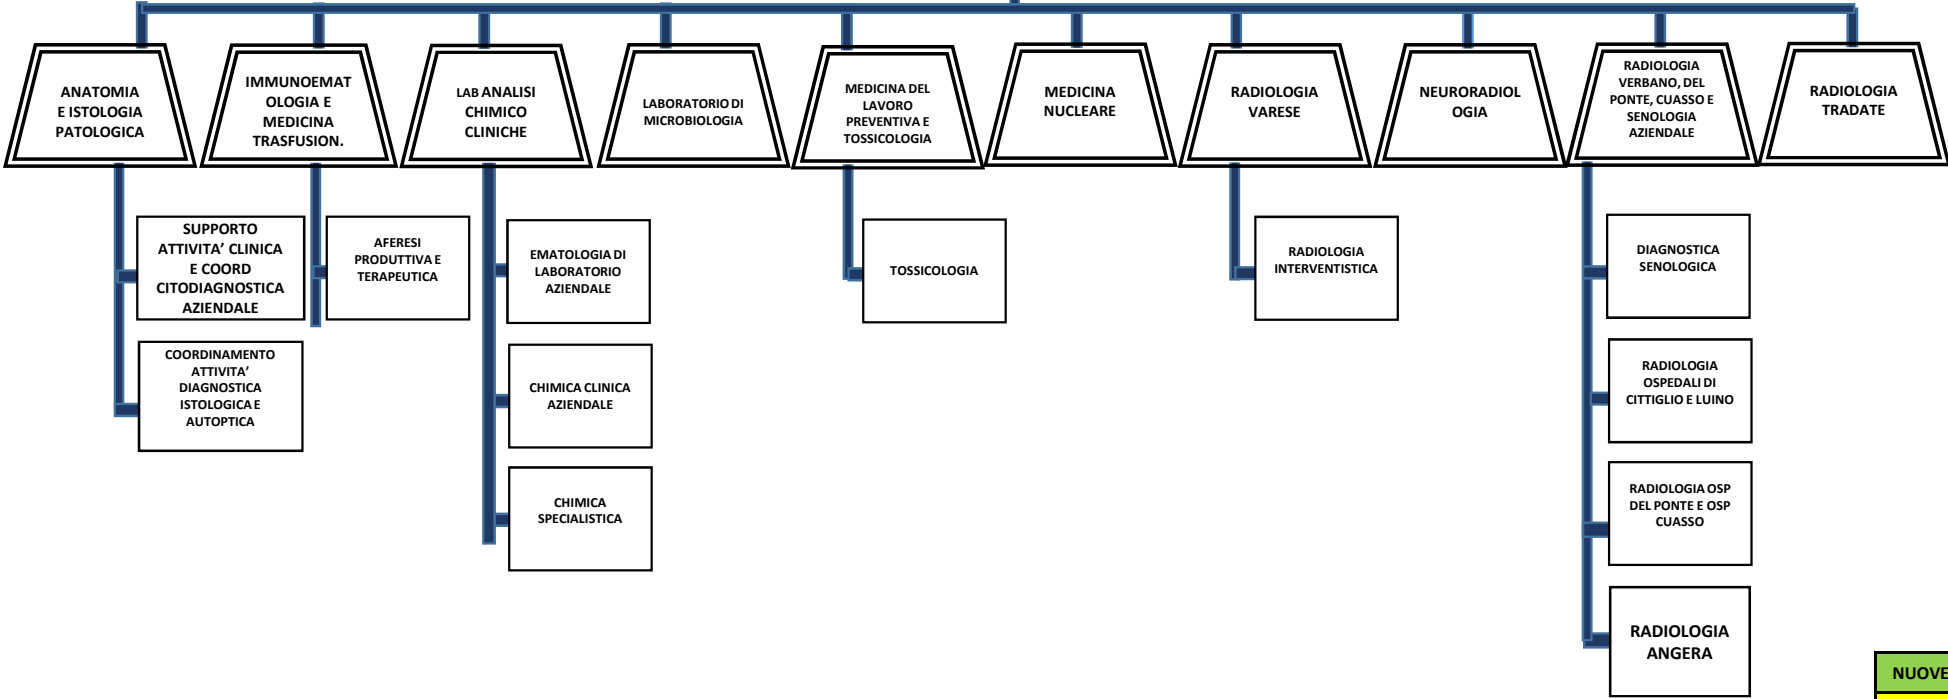 ANATOMIA
E ISTOLOGIA
PATOLOGICA
IMMUNOEMAT
OLOGIA E
MEDICINA
TRASFUSION.
LAB ANALISI
CHIMICO
CLINICHE
LABORATORIO DI
MICROBIOLOGIA
MEDICINA DEL
LAVORO
PREVENTIVA E
TOSSICOLOGIA
MEDICINA
NUCLEARE
RADIOLOGIA
VARESE
NEURORADIOL
OGIA
RADIOLOGIA
VERBANO, DEL
PONTE, CUASSO E
SENOLOGIA
AZIENDALE
RADIOLOGIA
TRADATE
SUPPORTO
ATTIVITA’ CLINICA
E COORD
CITODIAGNOSTICA
AZIENDALE
COORDINAMENTO
ATTIVITA’
DIAGNOSTICA
ISTOLOGICA E
AUTOPTICA
AFERESI
PRODUTTIVA E
TERAPEUTICA
EMATOLOGIA DI
LABORATORIO
AZIENDALE
CHIMICA CLINICA
AZIENDALE
CHIMICA
SPECIALISTICA
TOSSICOLOGIA
RADIOLOGIA
INTERVENTISTICA
DIAGNOSTICA
SENOLOGICA
RADIOLOGIA
OSPEDALI DI
CITTIGLIO E LUINO
RADIOLOGIA OSP
DEL PONTE E OSP
CUASSO
RADIOLOGIA
ANGERA
NUOVE